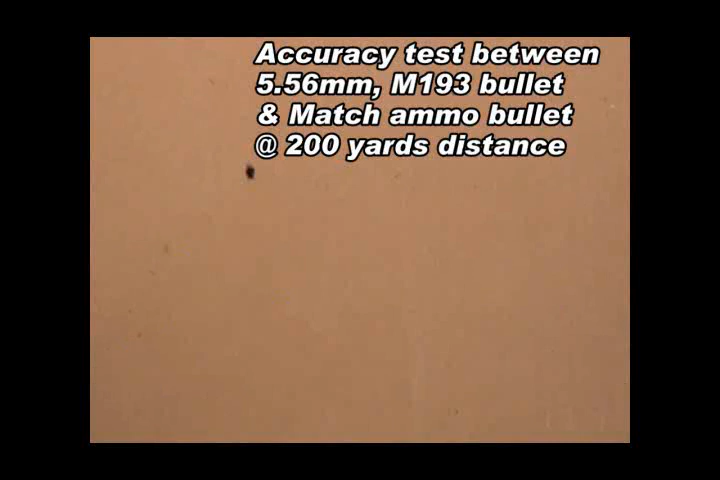 Accuracy test between
5.56mm, M193 bullet
& Match ammo bullet
@ 200 yards distance